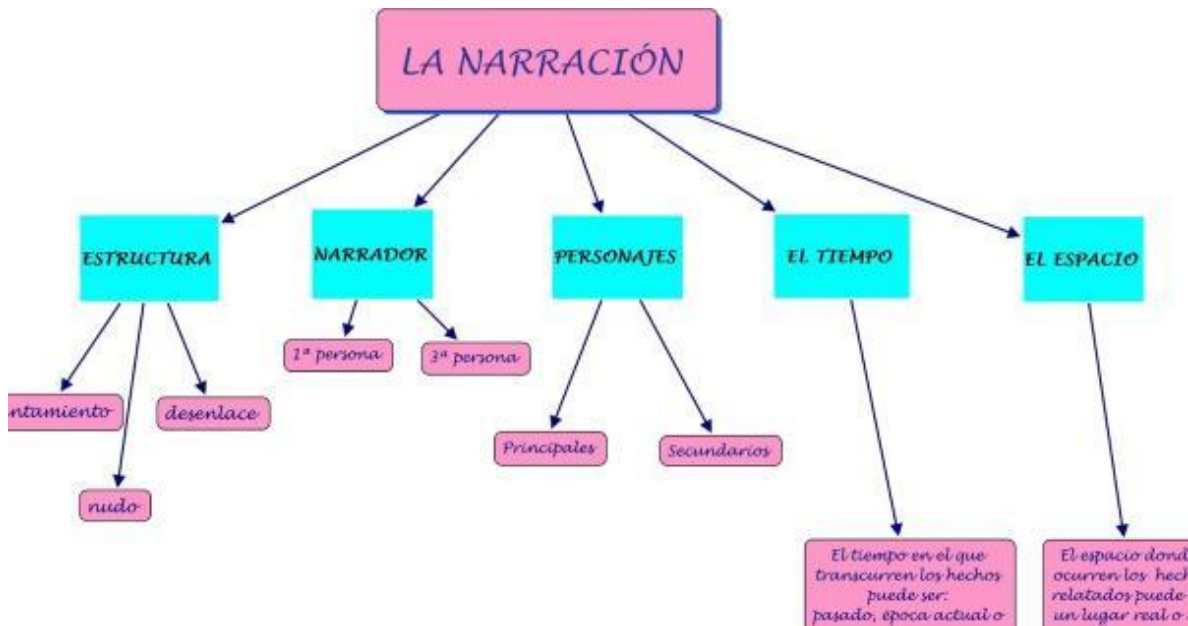 LA NARRACIÓN
ESTRUCTURA
NARRADOR
PERSONAJES
EL TIEMPO
EL ESPACIO
1ª persona
3ª persona
ntamiento
desenlace
nudo
Principales
Secundarios
El tiempo en el que
transcurren los hechos
puede ser:
pasado, época actual o
El espacio dond
ocurren los hech
relatados puede
un lugar real o